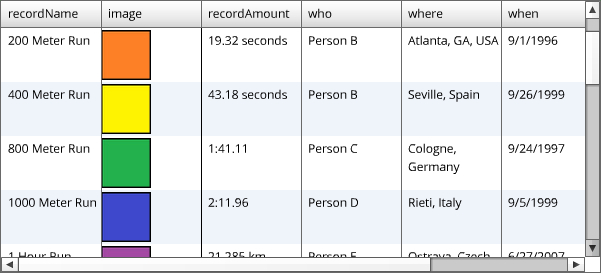 recordName image recordAmount who where when
200 Meter Run 19.32 seconds Person B Atlanta, GA, USA 9/1/1996
400 Meter Run 43.18 seconds Person B Seville, Spain 9/26/1999
800 Meter Run 1:41.11 Person C Cologne, 9/24/1997
Germany
1000 Meter Run 2:11.96 Person D Rieti, Italy 9/5/1999
1 Hour Run 21.285 km Person E Ostrava, Czech 6/27/2007